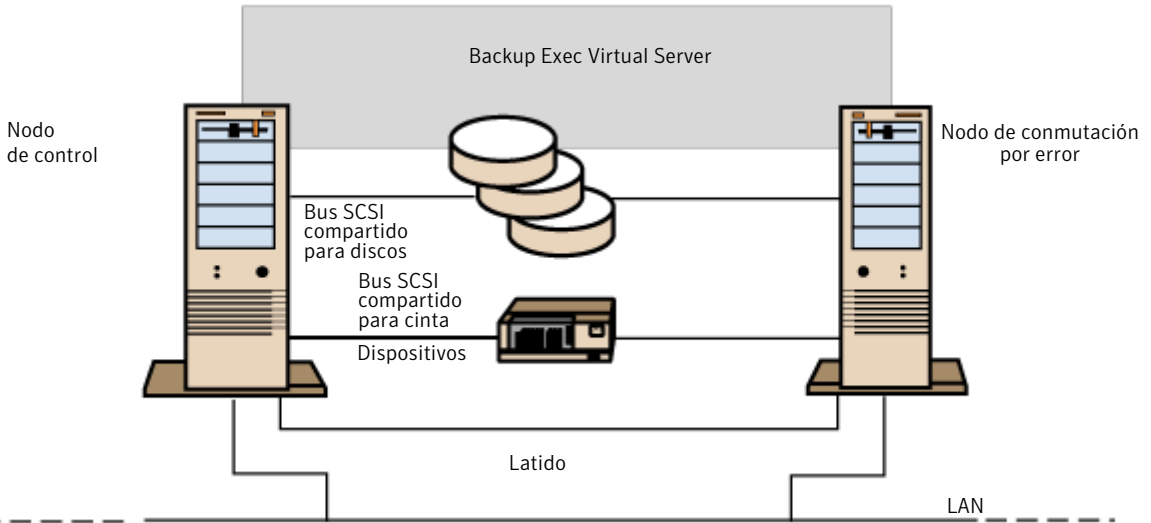 Backup Exec Virtual Server
Nodo
de control
Nodo de conmutación
por error
Bus SCSI
compartido
para discos
Bus SCSI
compartido
para cinta
Dispositivos
Latido
LAN